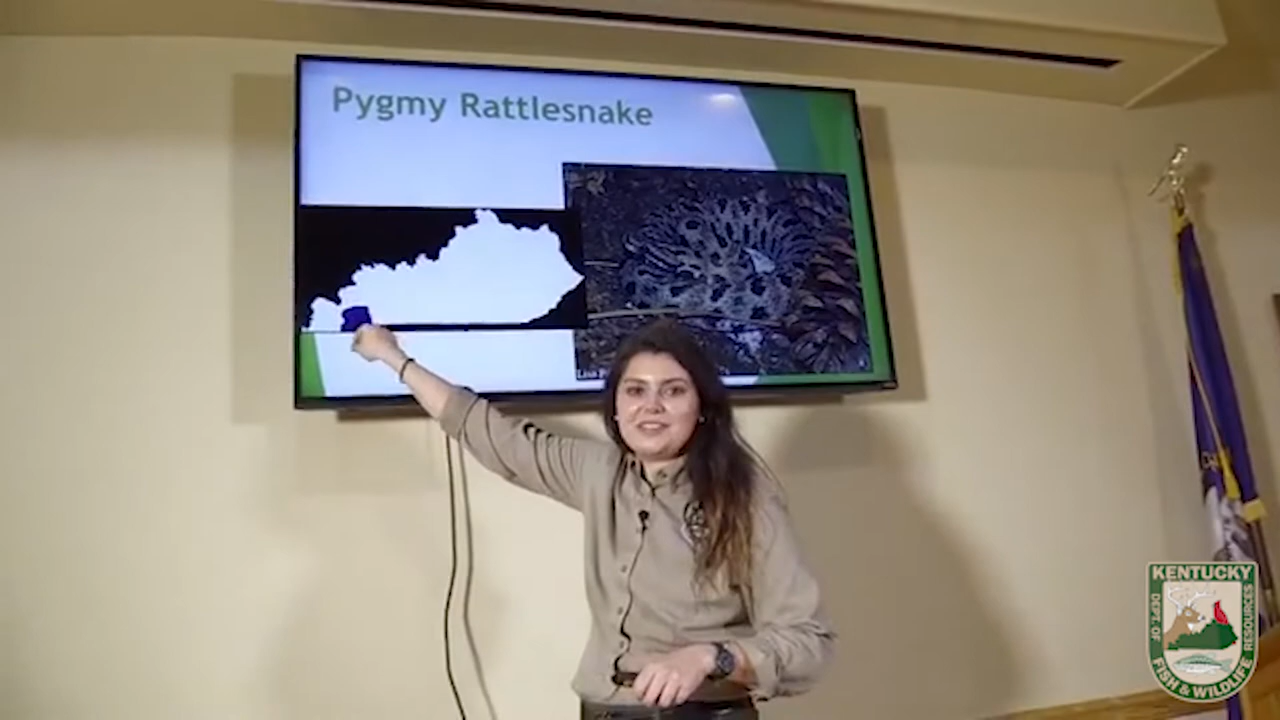 Pygmy Rattlesnake
KENTUCKY
DEPT. OF
FISH & WILDLIFE
RESOURCES